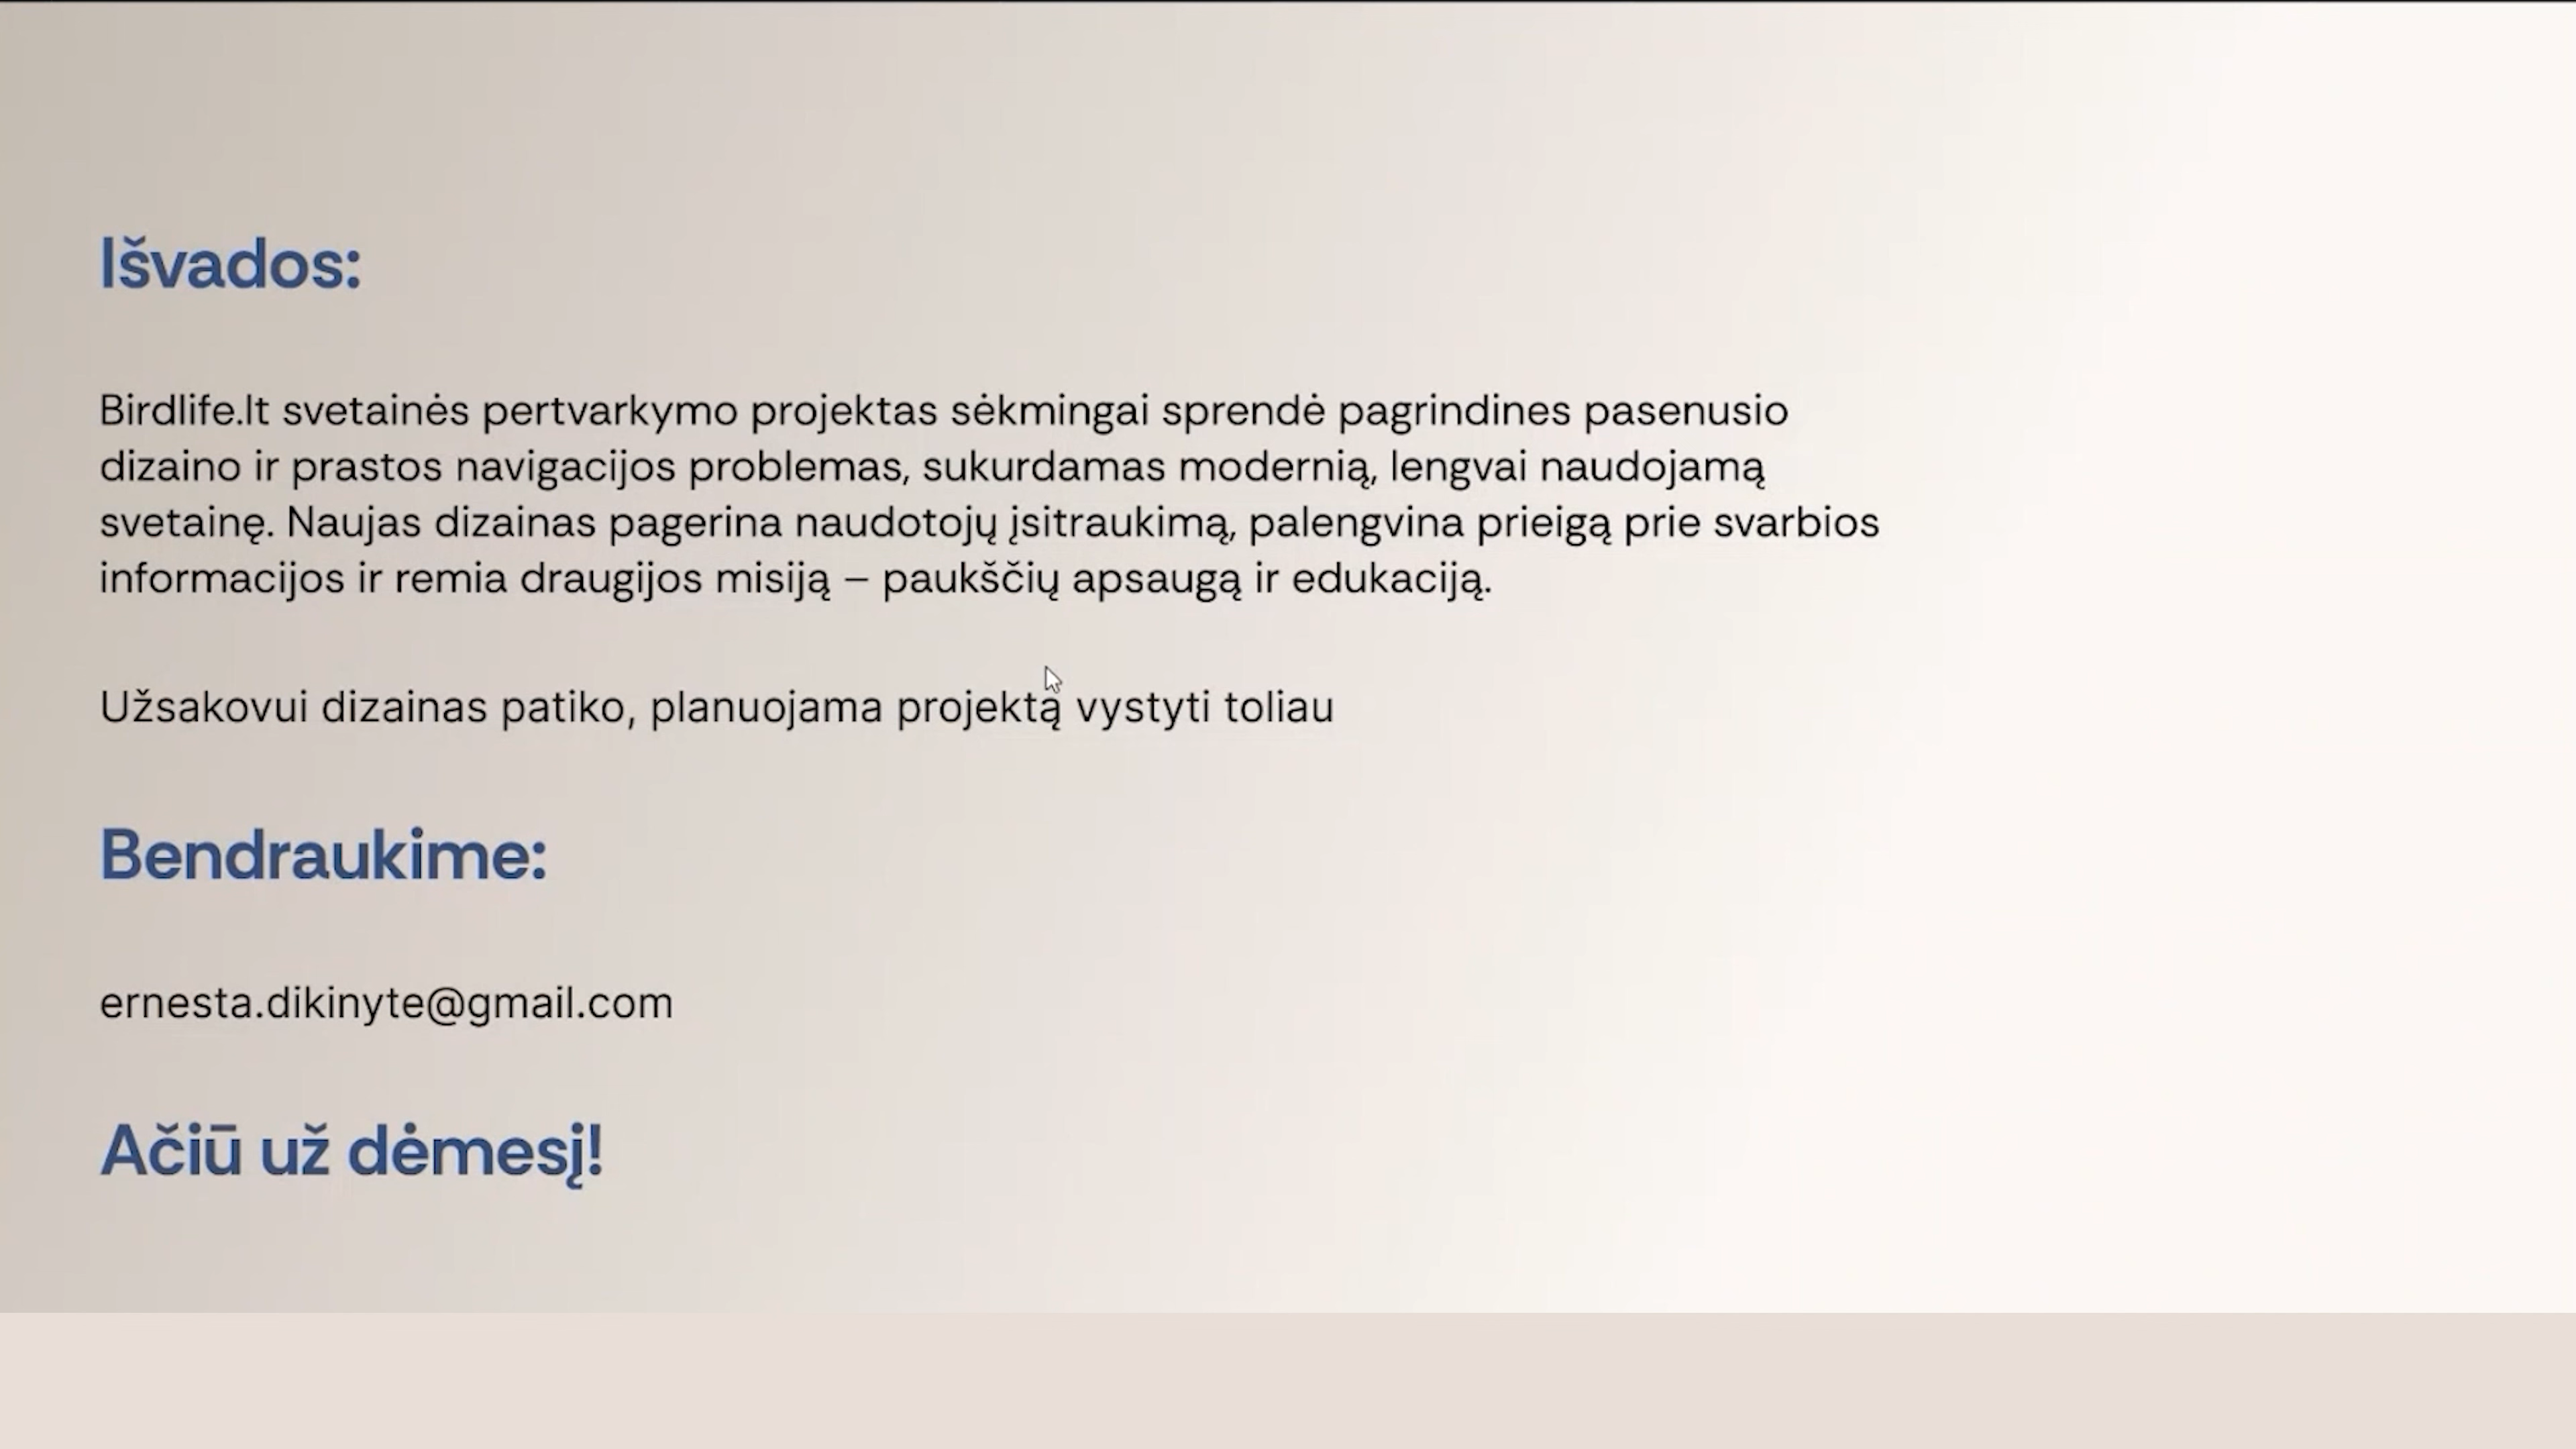 Išvados:
Birdlife.lt svetainės pertvarkymo projektas sėkmingai sprendė pagrindines pasenusio
dizaino ir prastos navigacijos problemas, sukurdamas modernią, lengvai naudojamą
svetainę. Naujas dizainas pagerina naudotojų įsitraukimą, palengvina prieigą prie svarbios
informacijos ir remia draugijos misiją – paukščių apsaugą ir edukaciją.
Užsakovui dizainas patiko, planuojama projektą vystyti toliau
Bendraukime:
ernesta.dikinyte@gmail.com
Ačiū už dėmesį!